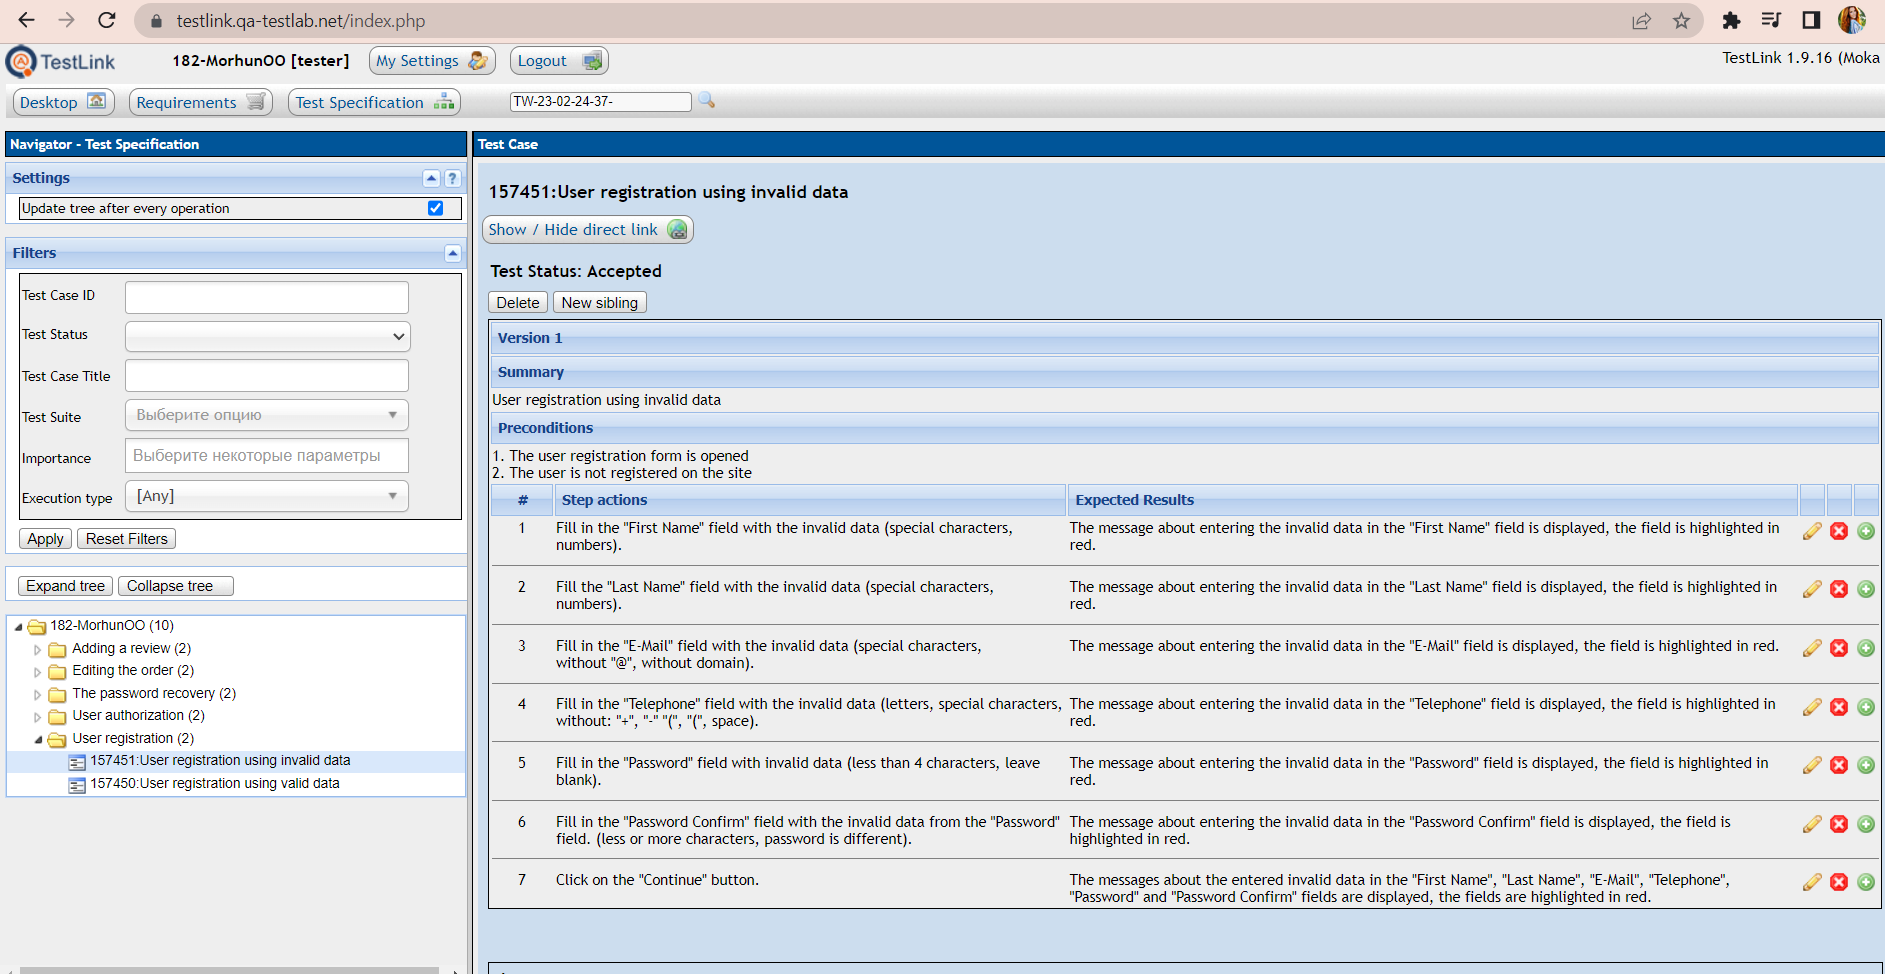 testlink.qa-testlab.net/index.php
TestLink
182-MorhunOO [tester]
My Settings
Logout
TestLink 1.9.16 (Moka
Desktop
Requirements
Test Specification
TW-23-02-24-37-
Navigator - Test Specification
Settings
?
Update tree after every operation
Filters
Test Case ID
Test Status
Test Case Title
Test Suite
Выберите опцию
Importance
Выберите некоторые параметры
Execution type
[Any]
Apply
Reset Filters
Expand tree
Collapse tree
182-MorhunOO (10)
Adding a review (2)
Editing the order (2)
The password recovery (2)
User authorization (2)
User registration (2)
157451:User registration using invalid data
157450:User registration using valid data
Test Case
157451:User registration using invalid data
Show / Hide direct link
Test Status: Accepted
Delete
New sibling
Version 1
Summary
User registration using invalid data
Preconditions
1. The user registration form is opened
2. The user is not registered on the site
# Step actions Expected Results
1 Fill in the "First Name" field with the invalid data (special characters, The message about entering the invalid data in the "First Name" field is displayed, the field is highlighted in
numbers). red.
2 Fill the "Last Name" field with the invalid data (special characters, The message about entering the invalid data in the "Last Name" field is displayed, the field is highlighted in
numbers). red.
3 Fill in the "E-Mail" field with the invalid data (special characters, The message about entering the invalid data in the "E-Mail" field is displayed, the field is highlighted in red.
without "@", without domain).
4 Fill in the "Telephone" field with the invalid data (letters, special characters, The message about entering the invalid data in the "Telephone" field is displayed, the field is highlighted in
without: "+", "-" "(", "(", space). red.
5 Fill in the "Password" field with invalid data (less than 4 characters, leave The message about entering the invalid data in the "Password" field is displayed, the field is highlighted in
blank). red.
6 Fill in the "Password Confirm" field with the invalid data from the "Password" The message about entering the invalid data in the "Password Confirm" field is displayed, the field is
field. (less or more characters, password is different). highlighted in red.
7 Click on the "Continue" button. The messages about the entered invalid data in the "First Name", "Last Name", "E-Mail", "Telephone",
"Password" and "Password Confirm" fields are displayed, the fields are highlighted in red.